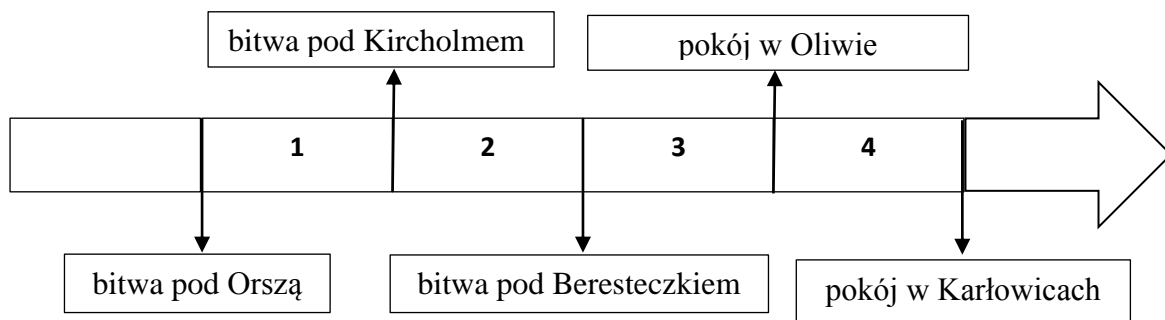 bitwa pod Kircholmem
pokój w Oliwie
1
2
3
4
bitwa pod Orszą
bitwa pod Beresteczkiem
pokój w Karłowicach